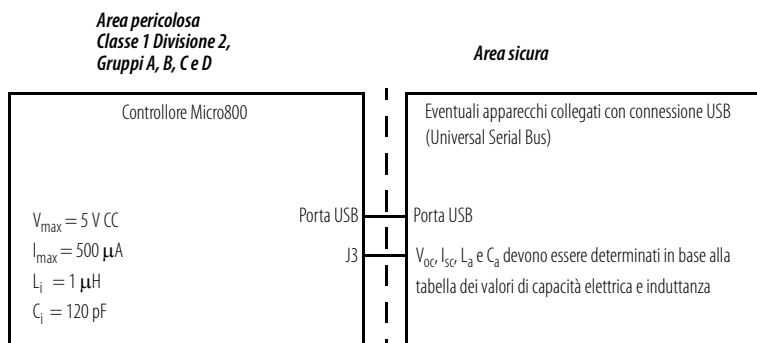 Area pericolosa
Classe 1 Divisione 2,
Gruppi A, B, C e D
Area sicura
Controllore Micro800
Eventuali apparecchi collegati con connessione USB
(Universal Serial Bus)
Vmax = 5 V CC
Imax = 500 µA
Li = 1 µH
Ci = 120 pF
Porta USB
J3
Porta USB
Voc, Isc, La e Ca devono essere determinati in base alla
tabella dei valori di capacità elettrica e induttanza